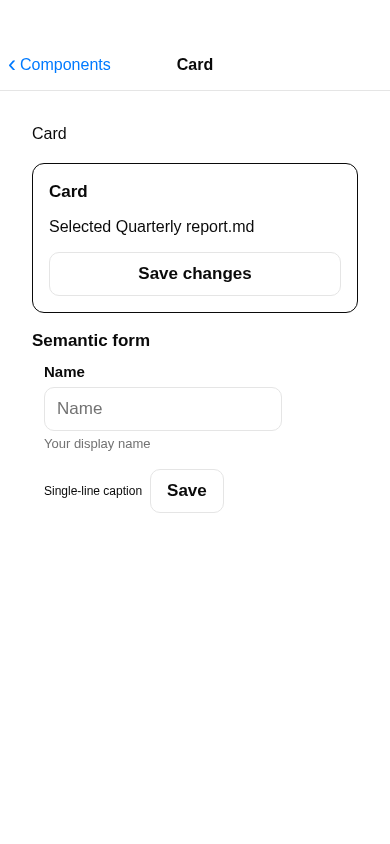 Components
Card
Card
Card
Selected Quarterly report.md
Save changes
Semantic form
Name
Name
Your display name
Single-line caption
Save